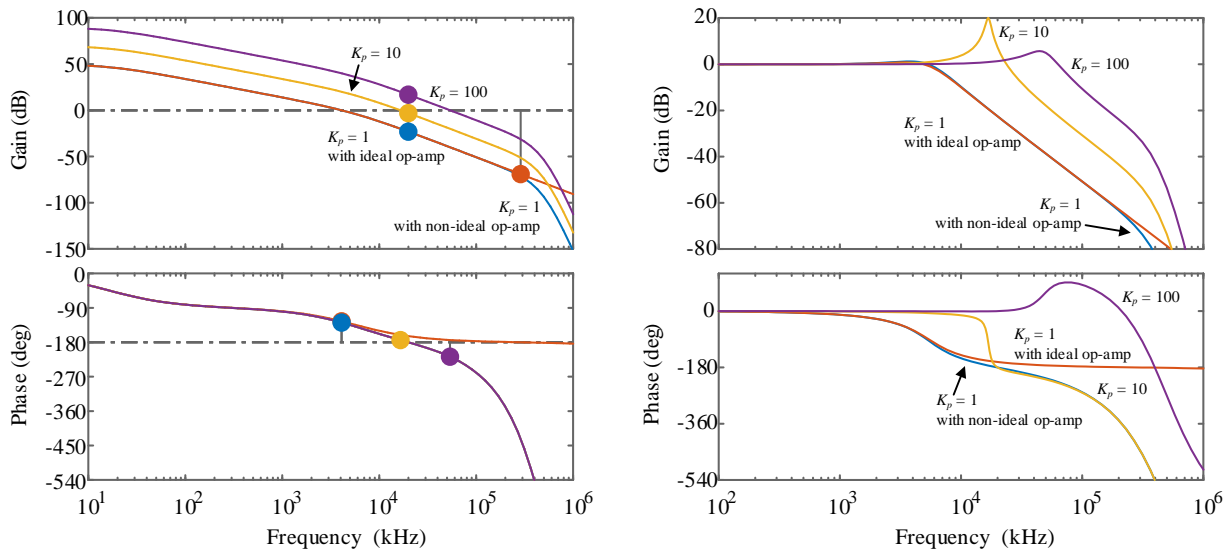 100
50
0
-50
-100
-150
Gain (dB)
Kp = 10
Kp = 100
Kp = 1
with ideal op-amp
Kp = 1
with non-ideal op-amp
0
-90
-180
-270
-360
-450
-540
Phase (deg)
10^1
10^2
10^3
10^4
10^5
10^6
Frequency (kHz)
20
0
-20
-40
-60
-80
Gain (dB)
Kp = 10
Kp = 100
Kp = 1
with ideal op-amp
Kp = 1
with non-ideal op-amp
0
-180
-360
-540
Phase (deg
Kp = 100
Kp = 1
with ideal op-amp
Kp = 1
with non-ideal op-amp
Kp = 10
10^2
10^3
10^4
10^5
10^6
Frequency (kHz)